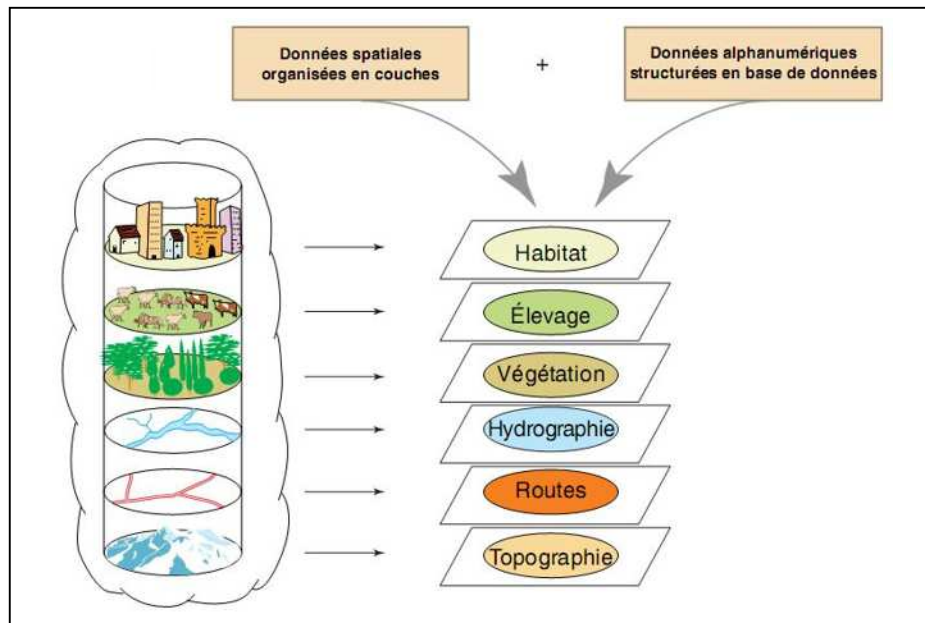 Données spatiales
organisées en couches
+
Données alphanumériques
structurées en base de données
Habitat
Élevage
Végétation
Hydrographie
Routes
Topographie